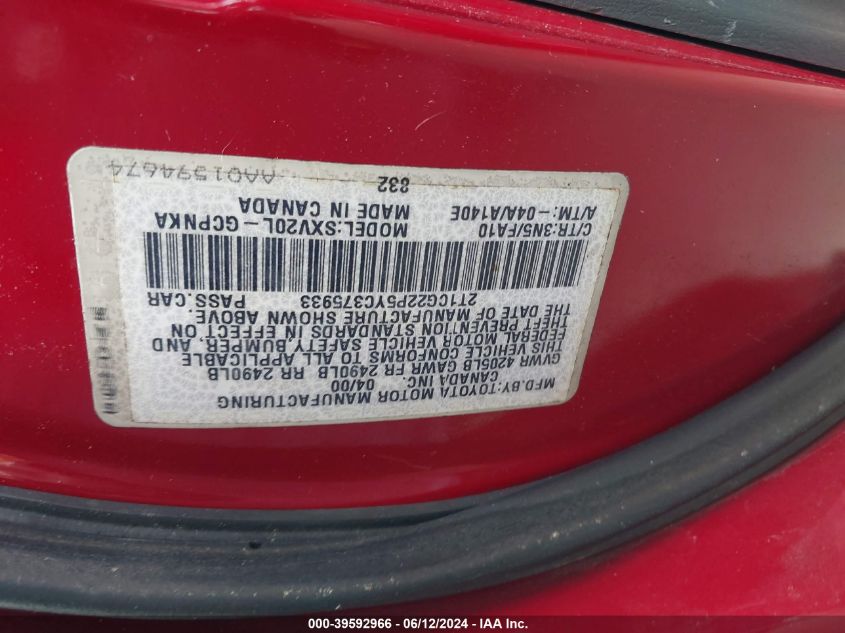 MFD.BY:TOYOTA MOTOR MANUFACTURING
CANADA INC.
04/00
GVWR 4205LB GAWR FR 2490LB RR 2490LB
THIS VEHICLE CONFORMS TO ALL APPLICABLE
FEDERAL MOTOR VEHICLE SAFETY,BUMPER, AND
THEFT PREVENTION STANDARDS IN EFFECT ON
THE DATE OF MANUFACTURE SHOWN ABOVE.
2T1CG22P5YC375933 PASS.CAR
C/TR:3N5/FA10 MODEL:SXV20L-GCPNKA
A/TM:-04A/A140E MADE IN CANADA
832
AA01594674
000-39592966 - 06/12/2024 - IAA Inc.